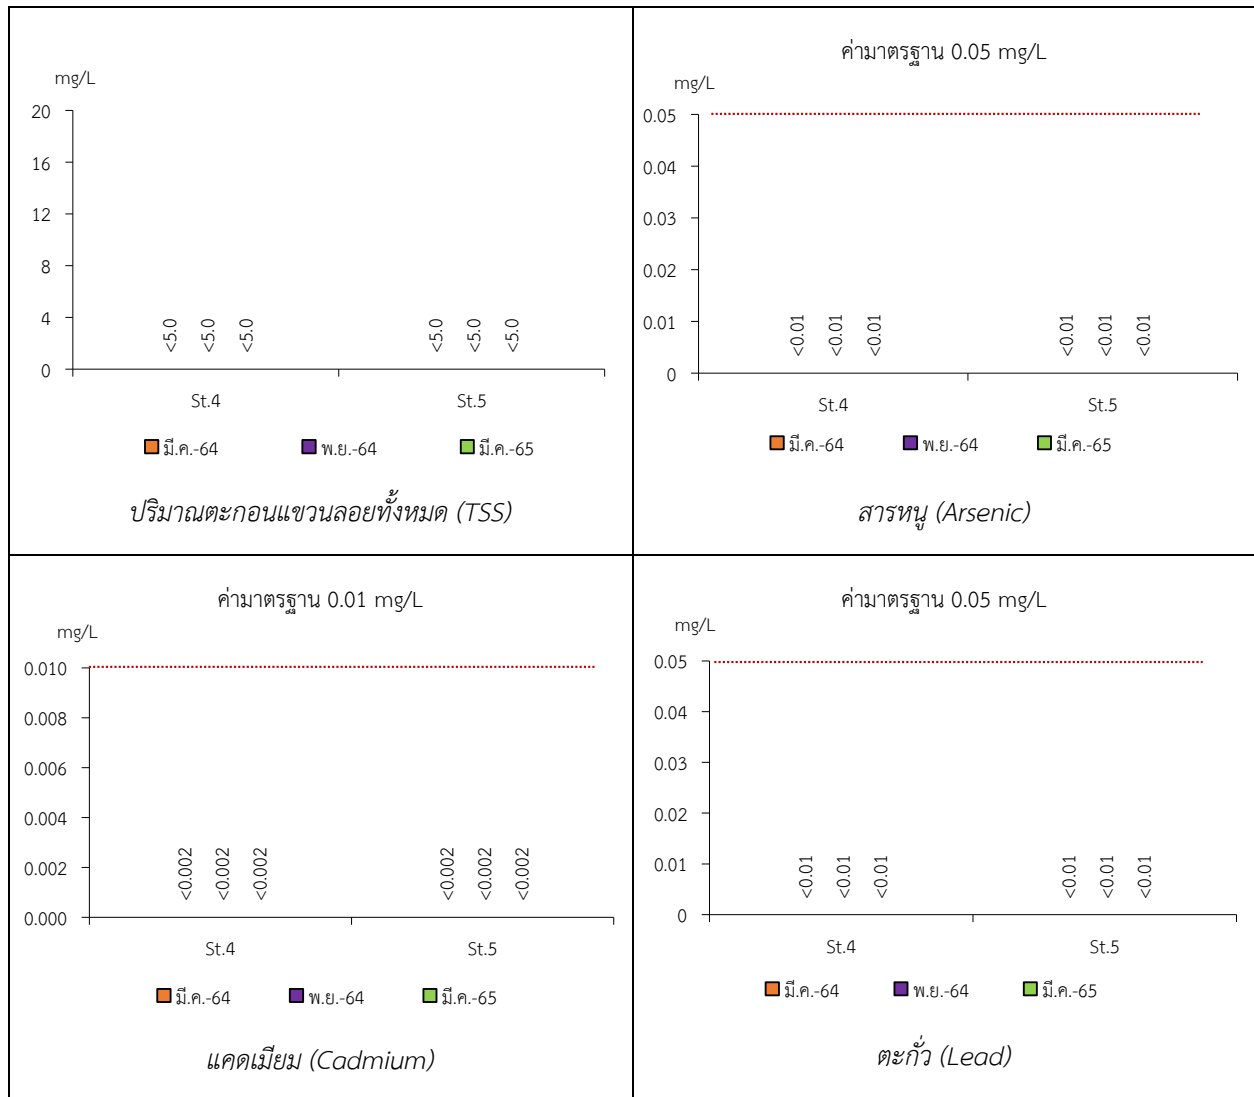 mg/L
20
16
12
8
4
0
<5.0 <5.0 <5.0 <5.0 <5.0 <5.0
St.4 St.5
มี.ค.-64 พ.ย.-64 มี.ค.-65
ปริมาณตะกอนแขวนลอยทั้งหมด (TSS)
ค่ามาตรฐาน 0.05 mg/L
mg/L
0.05
0.04
0.03
0.02
0.01
0
<0.01 <0.01 <0.01 <0.01 <0.01 <0.01
St.4 St.5
มี.ค.-64 พ.ย.-64 มี.ค.-65
สารหนู (Arsenic)
ค่ามาตรฐาน 0.01 mg/L
mg/L
0.010
0.008
0.006
0.004
0.002
0.000
<0.002 <0.002 <0.002 <0.002 <0.002 <0.002
St.4 St.5
มี.ค.-64 พ.ย.-64 มี.ค.-65
แคดเมียม (Cadmium)
ค่ามาตรฐาน 0.05 mg/L
mg/L
0.05
0.04
0.03
0.02
0.01
0
<0.01 <0.01 <0.01 <0.01 <0.01 <0.01
St.4 St.5
มี.ค.-64 พ.ย.-64 มี.ค.-65
ตะกั่ว (Lead)